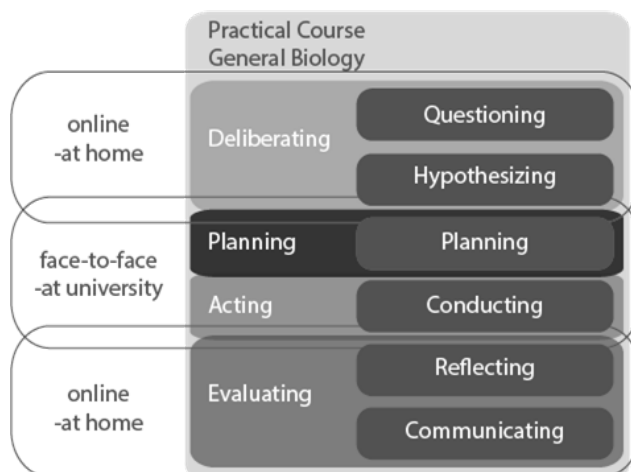 Practical Course
General Biology
online
-at home
Deliberating
Questioning
Hypothesizing
face-to-face
-at university
Planning
Planning
Acting
Conducting
online
-at home
Evaluating
Reflecting
Communicating